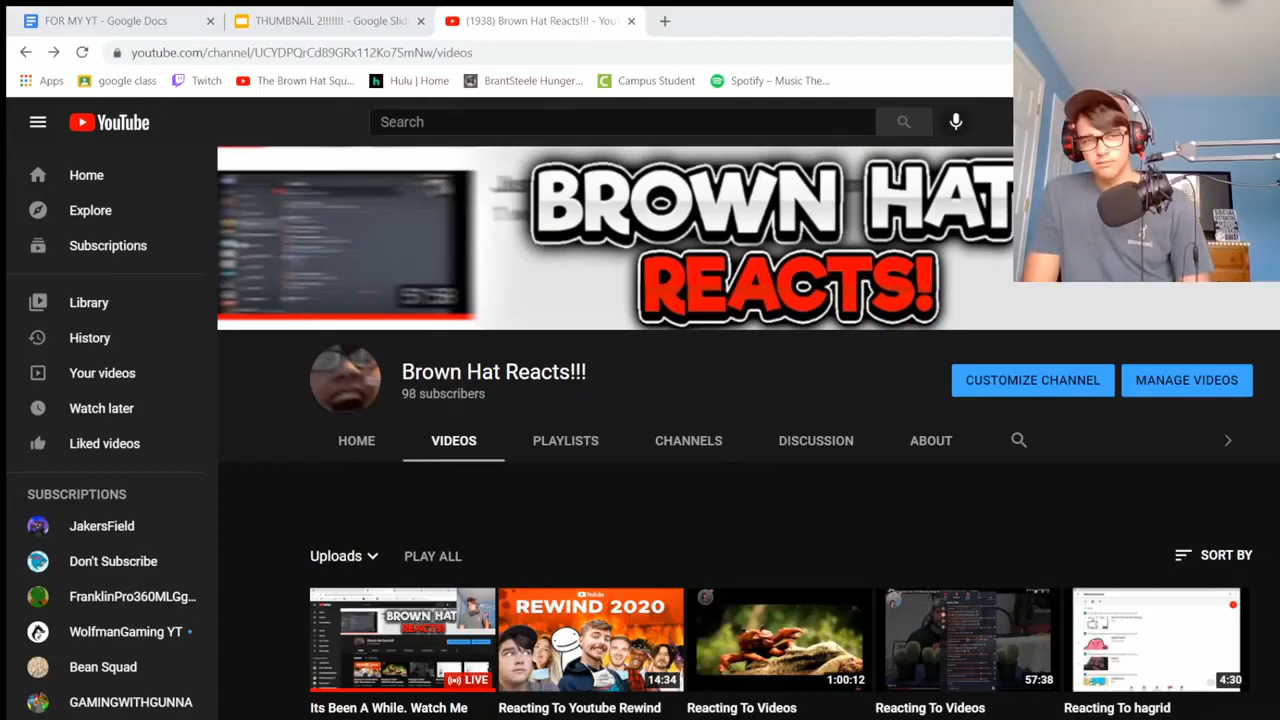 FOR MY YT - Google Docs
THUMBNAIL 2!!!!!!! - Google Slid
(1938) Brown Hat Reacts!!! - You
youtube.com/channel/UCYDPQrCd89GRx112Ko7SmNw/videos
Apps
google class
Twitch
The Brown Hat Squ...
Hulu | Home
BrantSteele Hunger...
Campus Student
Spotify – Music The...
YouTube
Search
BROWN HAT
REACTS!
Home
Explore
Subscriptions
Library
History
Your videos
Watch later
Liked videos
SUBSCRIPTIONS
JakersField
Don't Subscribe
FranklinPro360MLGg...
WolfmanGaming YT
Bean Squad
GAMINGWITHGUNNA
Brown Hat Reacts!!!
98 subscribers
CUSTOMIZE CHANNEL
MANAGE VIDEOS
HOME
VIDEOS
PLAYLISTS
CHANNELS
DISCUSSION
ABOUT
Uploads
PLAY ALL
SORT BY
BROWN HAT
REACTS!
LIVE
YouTube
REWIND 2020
14:34
1:00:12
57:38
4:30
Its Been A While. Watch Me
Reacting To Youtube Rewind
Reacting To Videos
Reacting To Videos
Reacting To hagrid